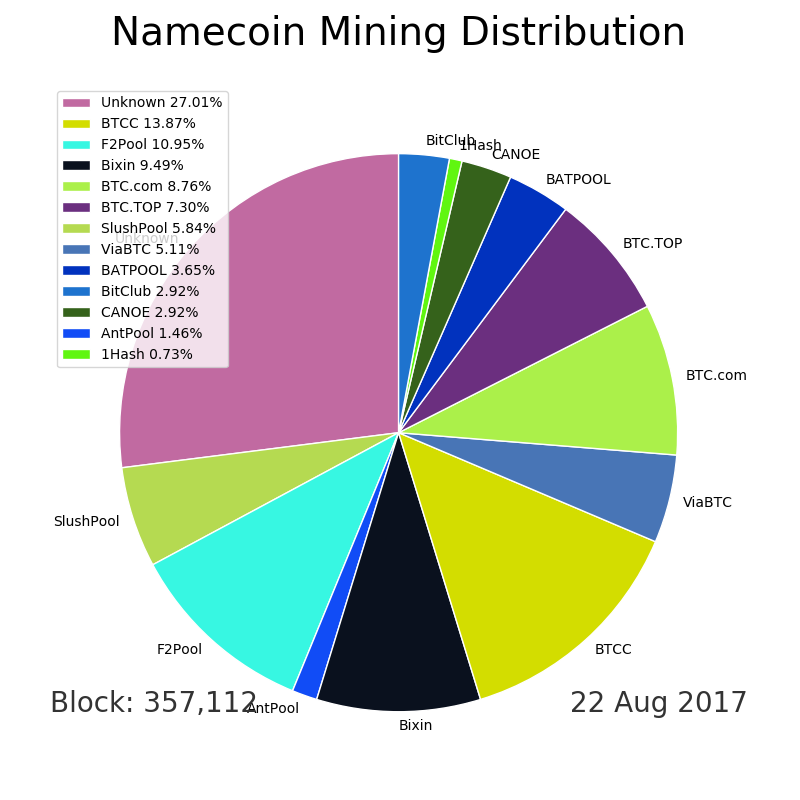 Namecoin Mining Distribution
Unknown 27.01%
BTCC 13.87%
F2Pool 10.95%
Bixin 9.49%
BTC.com 8.76%
BTC.TOP 7.30%
SlushPool 5.84%
ViaBTC 5.11%
BATPOOL 3.65%
BitClub 2.92%
CANOE 2.92%
AntPool 1.46%
1Hash 0.73%
BitClub
1Hash
CANOE
BATPOOL
BTC.TOP
Unknown
BTC.com
ViaBTC
SlushPool
F2Pool
BTCC
AntPool
Bixin
Block: 357,112
22 Aug 2017